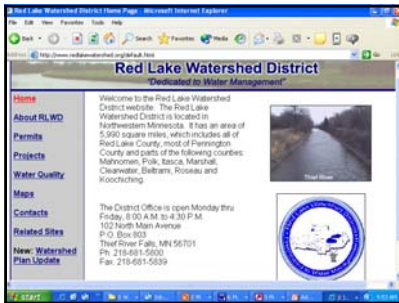 Red Lake Watershed District Home Page - Microsoft Internet Explorer
File Edit View Favorites Tools Help
Back Search Favorites Media
Address http://www.redlakewatershed.org/default.html Go
Red Lake Watershed District
"Dedicated to Water Management"
Home
About RLWD
Permits
Projects
Water Quality
Maps
Contacts
Related Sites
New: Watershed
Plan Update
Welcome to the Red Lake Watershed
District website. The Red Lake
Watershed District is located in
Northwestern Minnesota. It has an area of
5,990 square miles, which includes all of
Red Lake County, most of Pennington
County and parts of the following counties:
Mahnomen, Polk, Itasca, Marshall,
Clearwater, Beltrami, Roseau and
Koochiching.
The District Office is open Monday thru
Friday, 8:00 A.M. to 4:30 P.M.
102 North Main Avenue
P.O. Box 803
Thief River Falls, MN 56701
Ph. 218-681-5800
Fax. 218-681-5839
Thief River
start